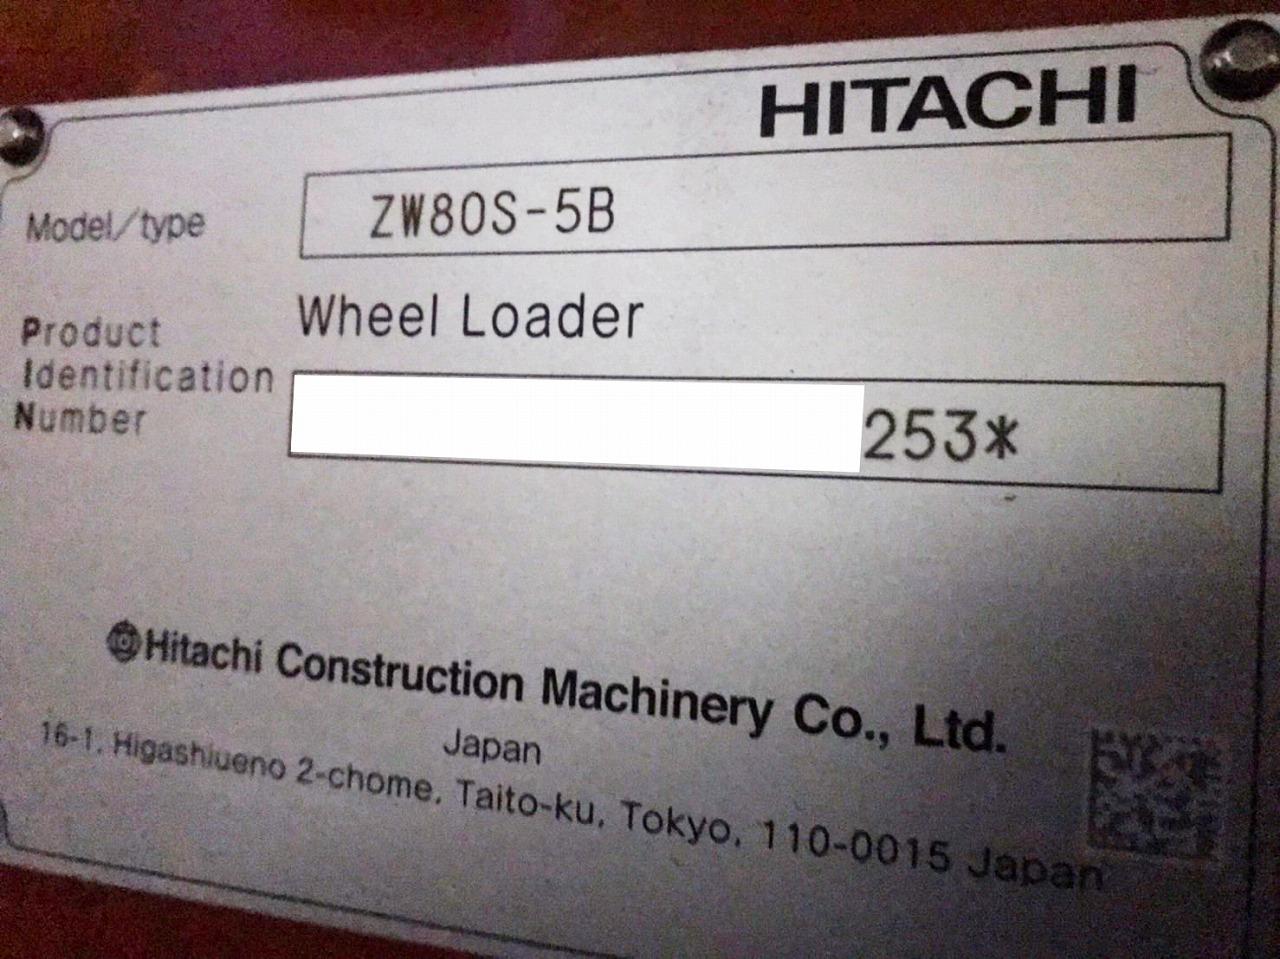 HITACHI
Model/type ZW80S-5B
Wheel Loader
Product
Identification
Number
253*
Hitachi Construction Machinery Co., Ltd.
Japan
16-1, Higashiueno 2-chome, Taito-ku, Tokyo, 110-0015 Japan